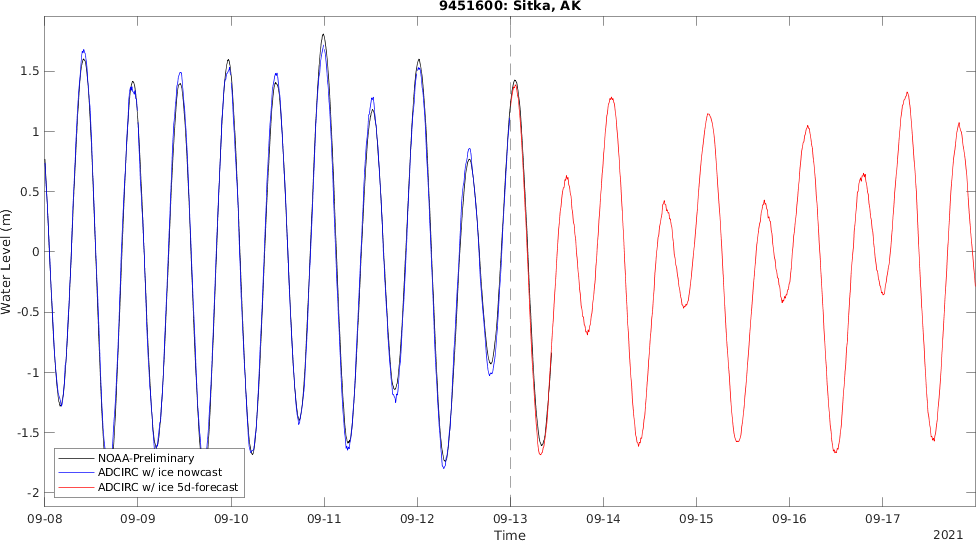 9451600: Sitka, AK
Water Level (m)
1.5
1
0.5
0
-0.5
-1
-1.5
-2
NOAA-Preliminary
ADCIRC w/ ice nowcast
ADCIRC w/ ice 5d-forecast
09-08 09-09 09-10 09-11 09-12 09-13 09-14 09-15 09-16 09-17
Time
2021